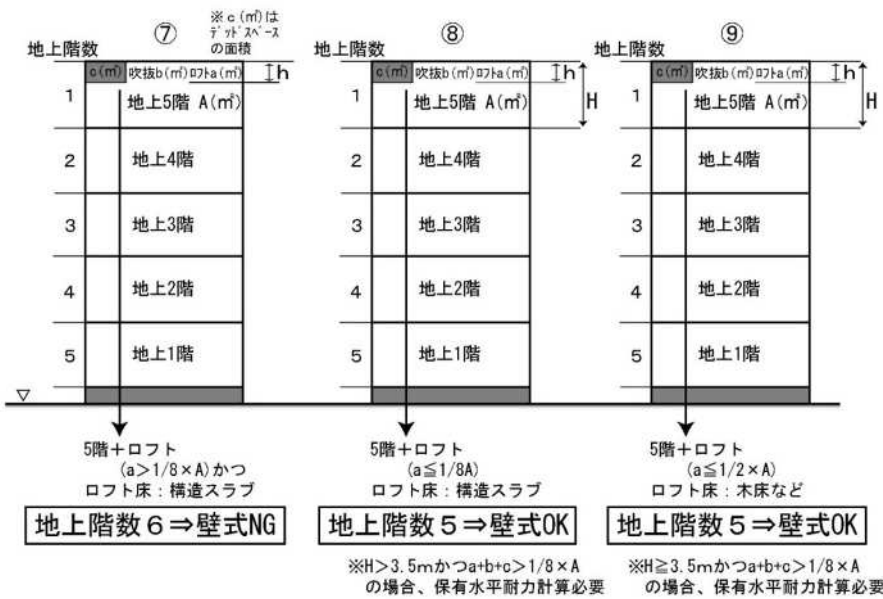 ⑦
※c(㎡)は
デッドスペース
の面積
地上階数
c(㎡) 吹抜b(㎡) ロフトa(㎡)
h
1
地上5階 A(㎡)
2
地上4階
3
地上3階
4
地上2階
5
地上1階
▽
5階+ロフト
(a>1/8×A)かつ
ロフト床:構造スラブ
地上階数6⇒壁式NG
⑧
地上階数
c(㎡) 吹抜b(㎡) ロフトa(㎡)
h
H
1
地上5階 A(㎡)
2
地上4階
3
地上3階
4
地上2階
5
地上1階
5階+ロフト
(a≦1/8A)
ロフト床:構造スラブ
地上階数5⇒壁式OK
※H>3.5mかつa+b+c>1/8×A
の場合、保有水平耐力計算必要
⑨
地上階数
c(㎡) 吹抜b(㎡) ロフトa(㎡)
h
H
1
地上5階 A(㎡)
2
地上4階
3
地上3階
4
地上2階
5
地上1階
5階+ロフト
(a≦1/2×A)
ロフト床:木床など
地上階数5⇒壁式OK
※H≧3.5mかつa+b+c>1/8×A
の場合、保有水平耐力計算必要